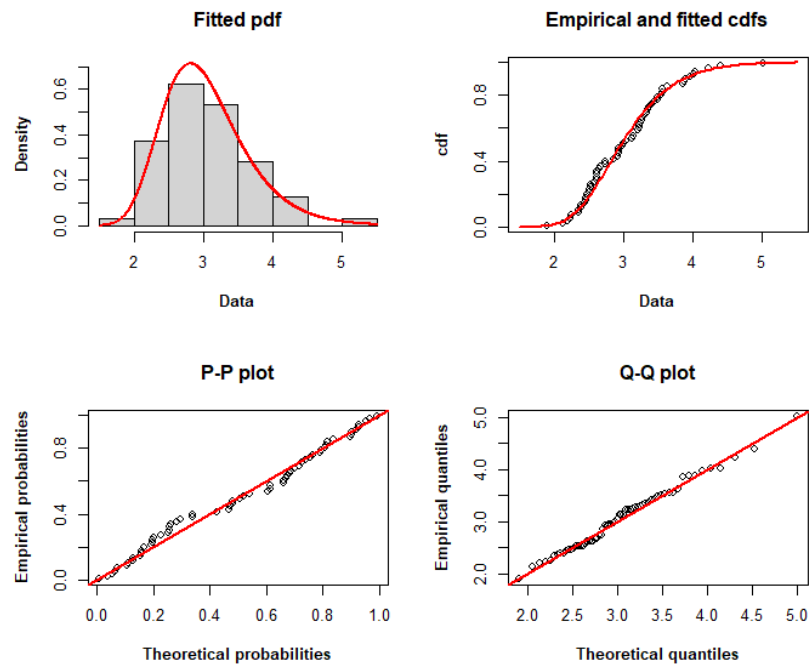 Fitted pdf
Density
0.0 0.2 0.4 0.6
2 3 4 5
Data
Empirical and fitted cdfs
cdf
0.0 0.4 0.8
2 3 4 5
Data
P-P plot
Empirical probabilities
0.0 0.4 0.8
0.0 0.2 0.4 0.6 0.8 1.0
Theoretical probabilities
Q-Q plot
Empirical quantiles
2.0 3.0 4.0 5.0
2.0 2.5 3.0 3.5 4.0 4.5 5.0
Theoretical quantiles